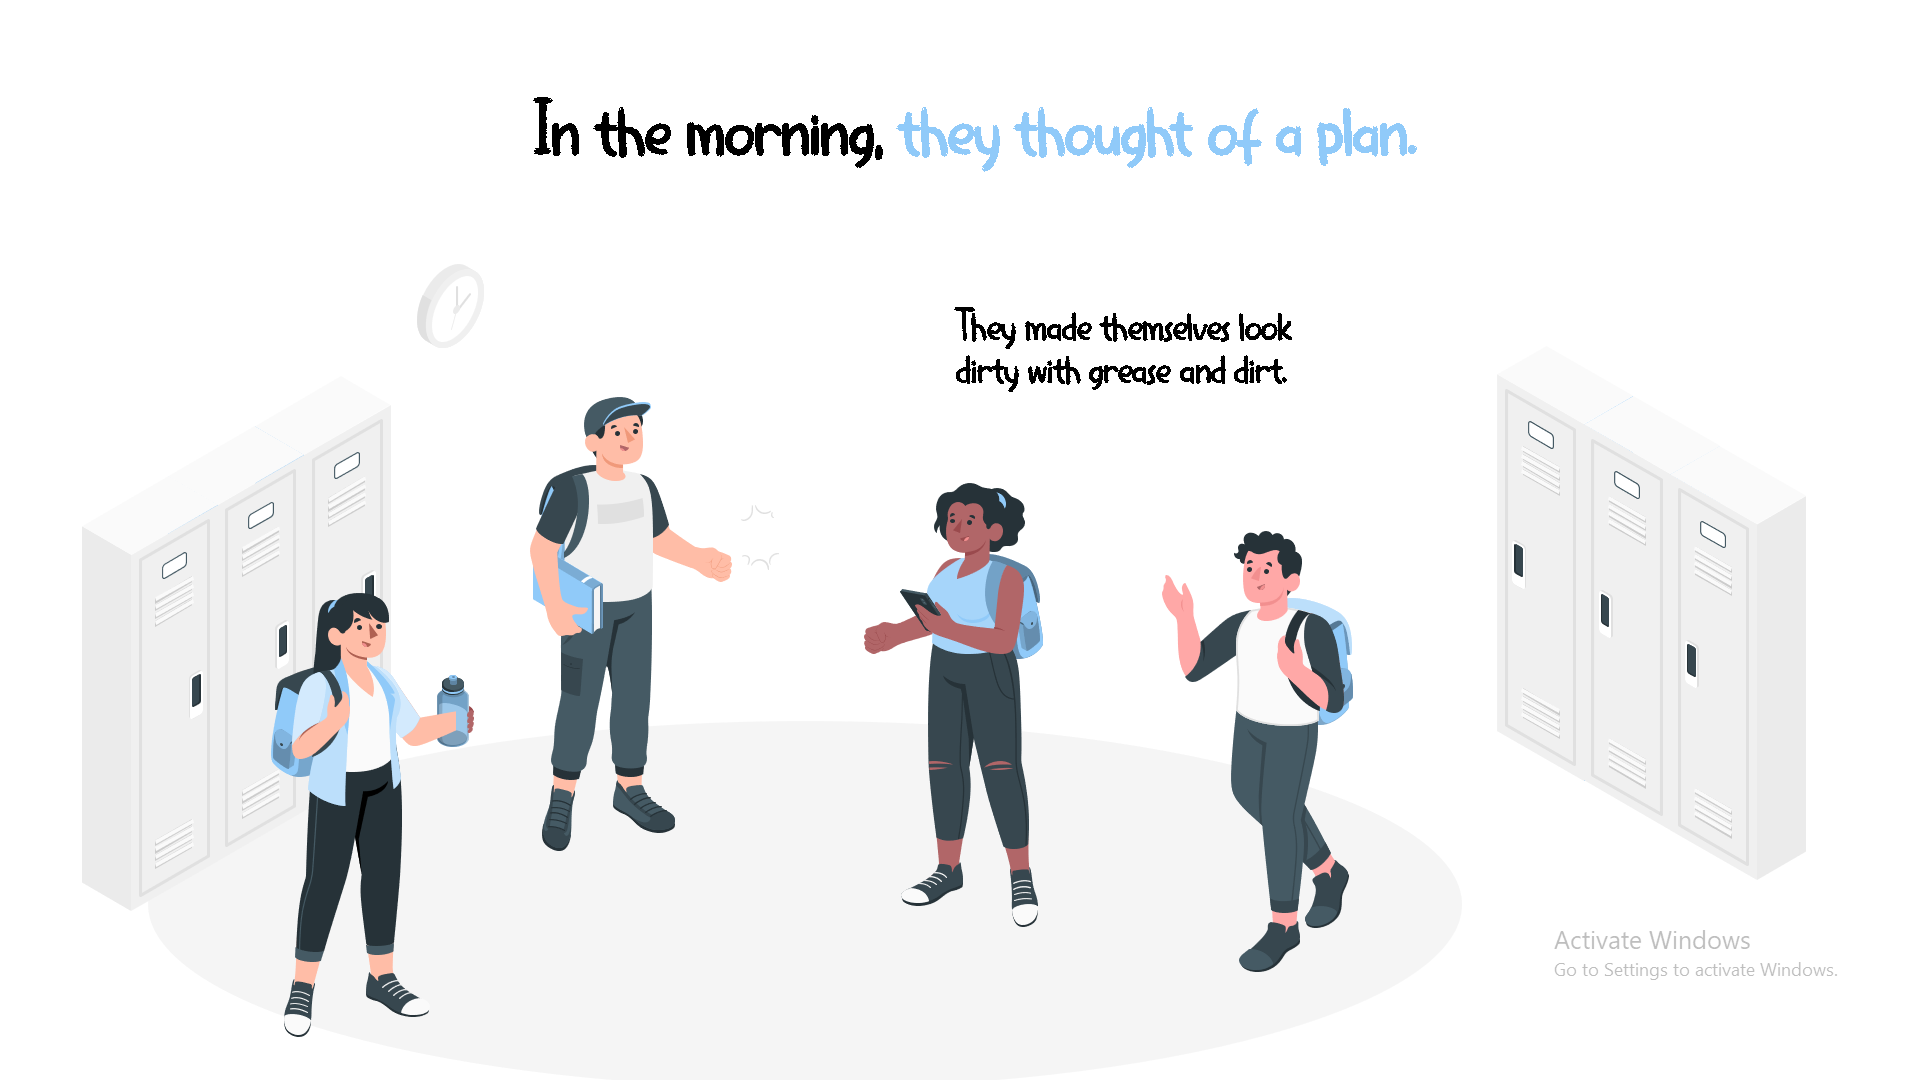 In the morning, they thought of a plan.
They made themselves look
dirty with grease and dirt.
Activate Windows
Go to Settings to activate Windows.